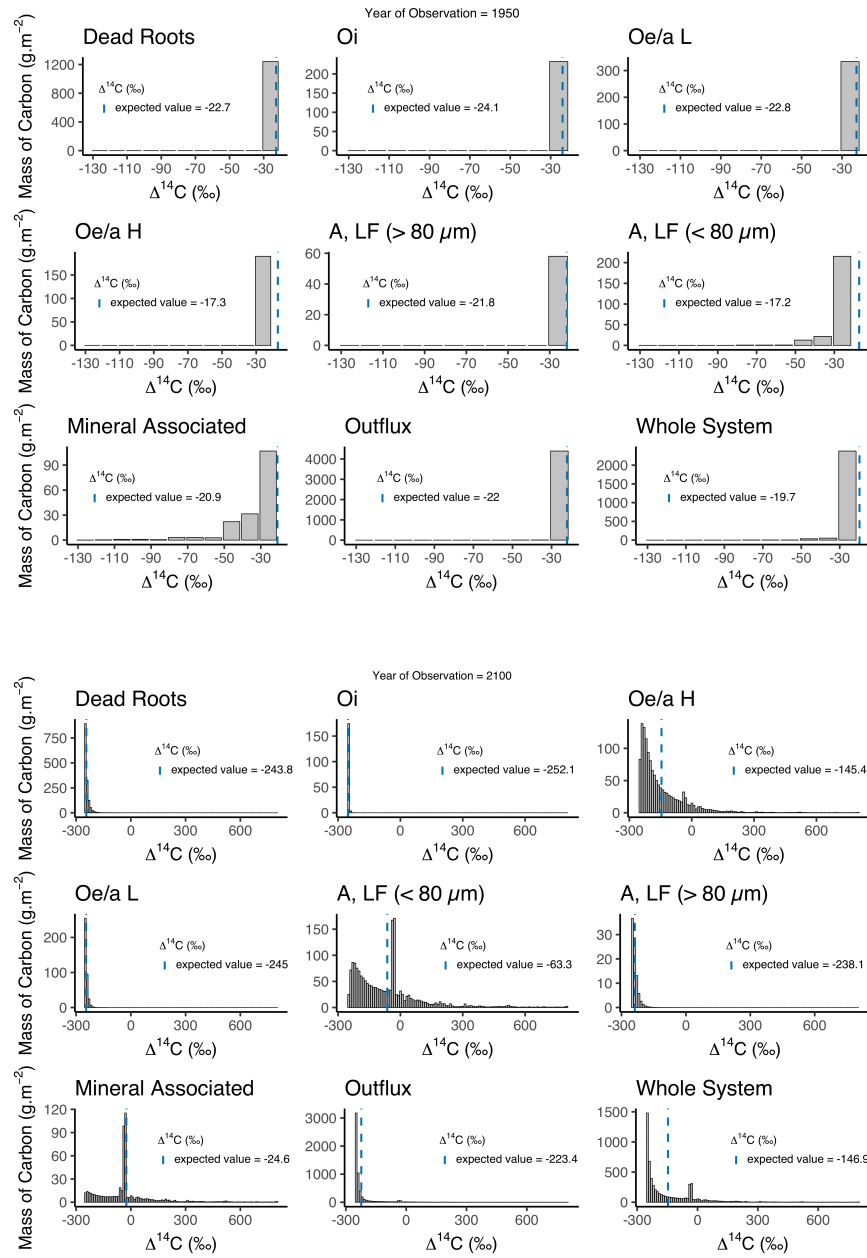 Year of Observation = 1950
Dead Roots
Oi
Oe/a L
Mass of Carbon (g.m−2)
1200
800
400
0
Δ14C (‰)
expected value = -22.7
-130 -110 -90 -70 -50 -30
Δ14C (‰)
200
150
100
50
0
Δ14C (‰)
expected value = -24.1
-130 -110 -90 -70 -50 -30
Δ14C (‰)
300
200
100
0
Δ14C (‰)
expected value = -22.8
-130 -110 -90 -70 -50 -30
Δ14C (‰)
Oe/a H
A, LF (> 80 µm)
A, LF (< 80 µm)
Mass of Carbon (g.m−2)
150
100
50
0
Δ14C (‰)
expected value = -17.3
-130 -110 -90 -70 -50 -30
Δ14C (‰)
60
40
20
0
Δ14C (‰)
expected value = -21.8
-130 -110 -90 -70 -50 -30
Δ14C (‰)
200
150
100
50
0
Δ14C (‰)
expected value = -17.2
-130 -110 -90 -70 -50 -30
Δ14C (‰)
Mineral Associated
Outflux
Whole System
Mass of Carbon (g.m−2)
90
60
30
0
Δ14C (‰)
expected value = -20.9
-130 -110 -90 -70 -50 -30
Δ14C (‰)
4000
3000
2000
1000
0
Δ14C (‰)
expected value = -22
-130 -110 -90 -70 -50 -30
Δ14C (‰)
2000
1500
1000
500
0
Δ14C (‰)
expected value = -19.7
-130 -110 -90 -70 -50 -30
Δ14C (‰)
Year of Observation = 2100
Dead Roots
Oi
Oe/a H
Mass of Carbon (g.m−2)
750
500
250
0
Δ14C (‰)
expected value = -243.8
-300 0 300 600
Δ14C (‰)
150
100
50
0
Δ14C (‰)
expected value = -252.1
-300 0 300 600
Δ14C (‰)
100
50
0
Δ14C (‰)
expected value = -145.4
-300 0 300 600
Δ14C (‰)
Oe/a L
A, LF (< 80 µm)
A, LF (> 80 µm)
Mass of Carbon (g.m−2)
200
100
0
Δ14C (‰)
expected value = -245
-300 0 300 600
Δ14C (‰)
150
100
50
0
Δ14C (‰)
expected value = -63.3
-300 0 300 600
Δ14C (‰)
30
20
10
0
Δ14C (‰)
expected value = -238.1
-300 0 300 600
Δ14C (‰)
Mineral Associated
Outflux
Whole System
Mass of Carbon (g.m−2)
120
90
60
30
0
Δ14C (‰)
expected value = -24.6
-300 0 300 600
Δ14C (‰)
3000
2000
1000
0
Δ14C (‰)
expected value = -223.4
-300 0 300 600
Δ14C (‰)
1500
1000
500
0
Δ14C (‰)
expected value = -146.9
-300 0 300 600
Δ14C (‰)